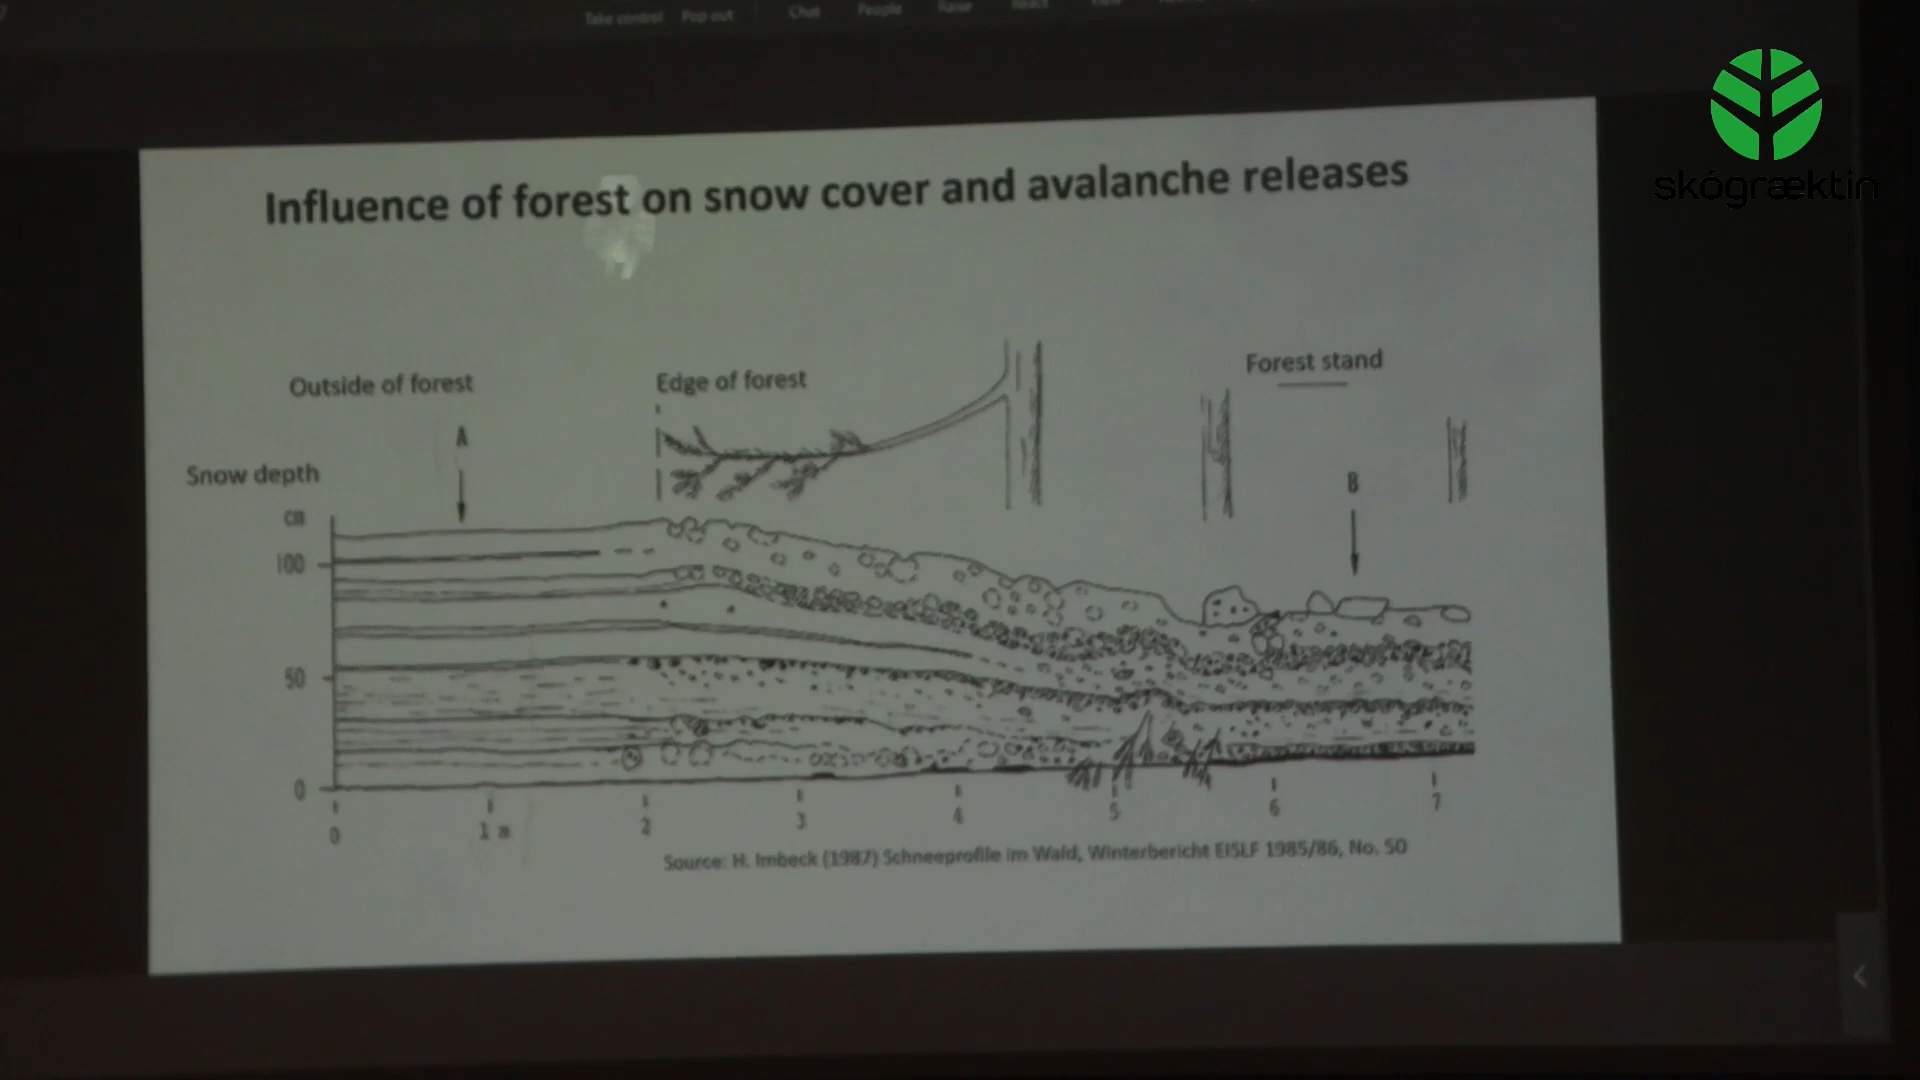 Take control Pop out Chat People Raise React View
skógræktin
Influence of forest on snow cover and avalanche releases
Outside of forest
Edge of forest
Forest stand
A
B
Snow depth
cm
100
50
0
0 1 m 2 3 4 5 6 7
Source: H. Imbeck (1987) Schneeprofile im Wald, Winterbericht EISLF 1985/86, No. 50